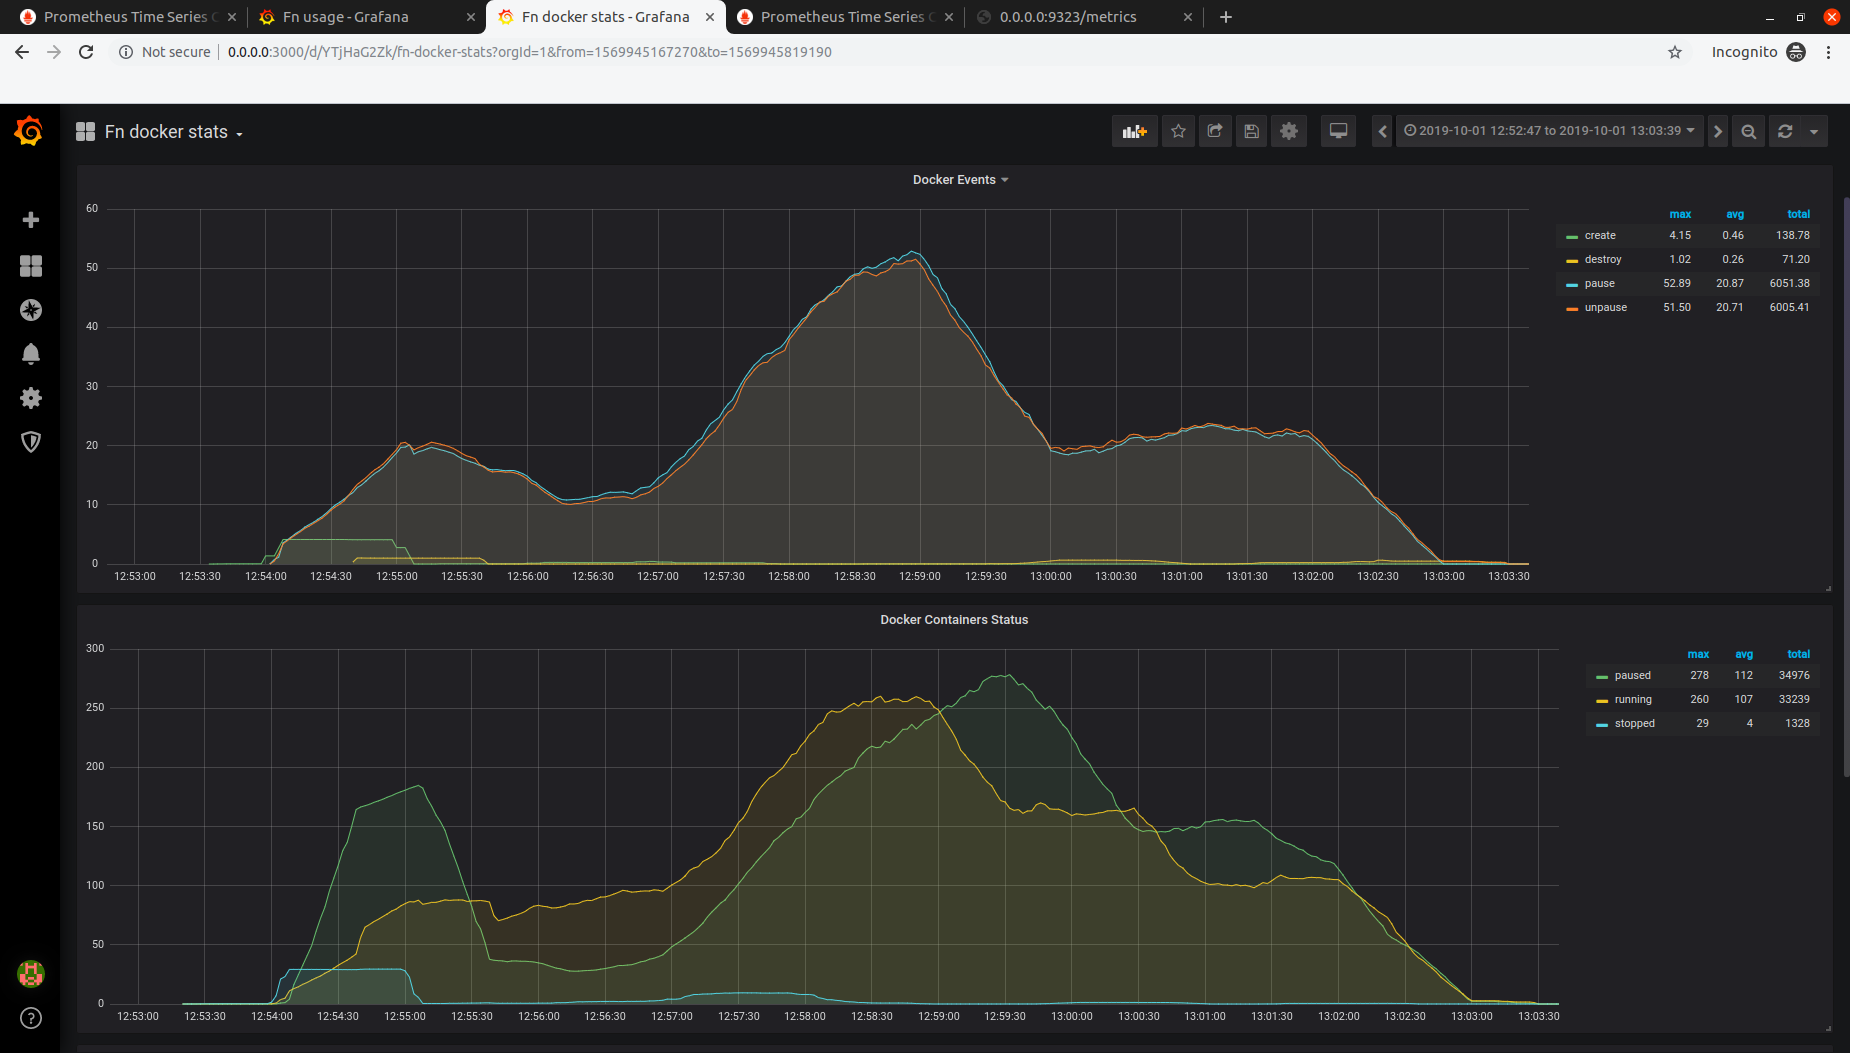 Prometheus Time Series C
Fn usage - Grafana
Fn docker stats - Grafana
Prometheus Time Series C
0.0.0.0:9323/metrics
Not secure
0.0.0.0:3000/d/YTjHaG2Zk/fn-docker-stats?orgId=1&from=1569945167270&to=1569945819190
Incognito
Fn docker stats
2019-10-01 12:52:47 to 2019-10-01 13:03:39
Docker Events
60
50
40
30
20
10
0
12:53:00 12:53:30 12:54:00 12:54:30 12:55:00 12:55:30 12:56:00 12:56:30 12:57:00 12:57:30 12:58:00 12:58:30 12:59:00 12:59:30 13:00:00 13:00:30 13:01:00 13:01:30 13:02:00 13:02:30 13:03:00 13:03:30
max avg total
create 4.15 0.46 138.78
destroy 1.02 0.26 71.20
pause 52.89 20.87 6051.38
unpause 51.50 20.71 6005.41
Docker Containers Status
300
250
200
150
100
50
0
12:53:00 12:53:30 12:54:00 12:54:30 12:55:00 12:55:30 12:56:00 12:56:30 12:57:00 12:57:30 12:58:00 12:58:30 12:59:00 12:59:30 13:00:00 13:00:30 13:01:00 13:01:30 13:02:00 13:02:30 13:03:00 13:03:30
max avg total
paused 278 112 34976
running 260 107 33239
stopped 29 4 1328